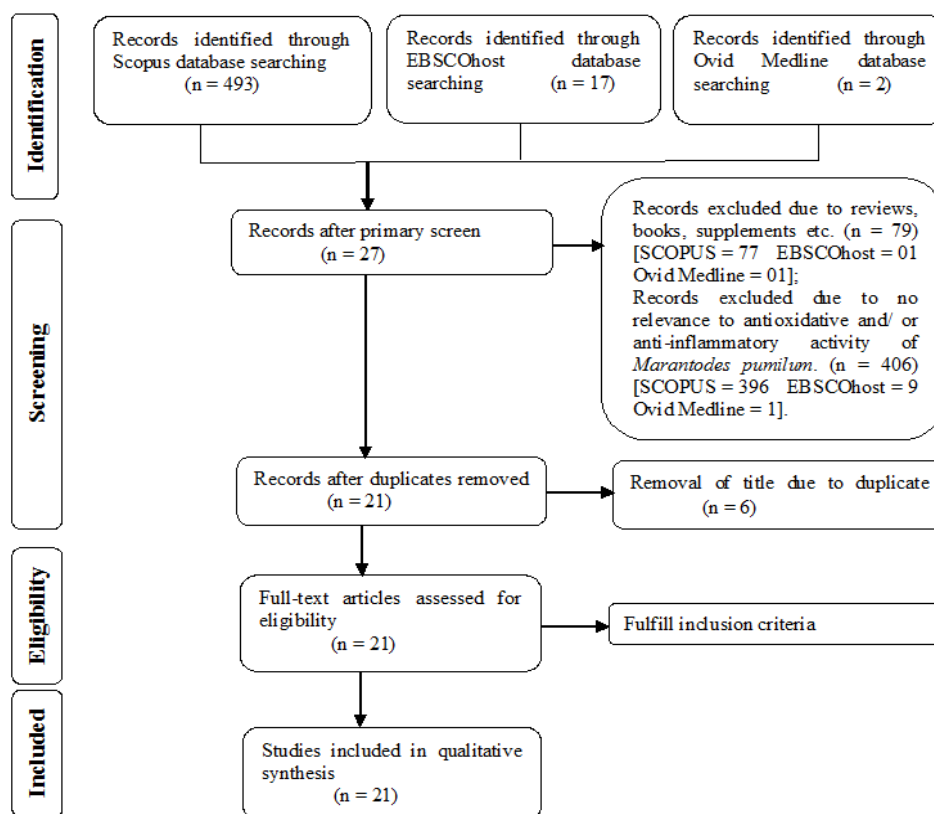 Identification
Records identified through
Scopus database searching
(n = 493)
Records identified through
EBSCOhost database
searching (n = 17)
Records identified through
Ovid Medline database
searching (n = 2)
Screening
Records after primary screen
(n = 27)
Records excluded due to reviews,
books, supplements etc. (n = 79)
[SCOPUS = 77 EBSCOhost = 01
Ovid Medline = 01];
Records excluded due to no
relevance to antioxidative and/ or
anti-inflammatory activity of
Marantodes pumilum. (n = 406)
[SCOPUS = 396 EBSCOhost = 9
Ovid Medline = 1].
Records after duplicates removed
(n = 21)
Removal of title due to duplicate
(n = 6)
Eligibility
Full-text articles assessed for
eligibility
(n = 21)
Fulfill inclusion criteria
Included
Studies included in qualitative
synthesis
(n = 21)